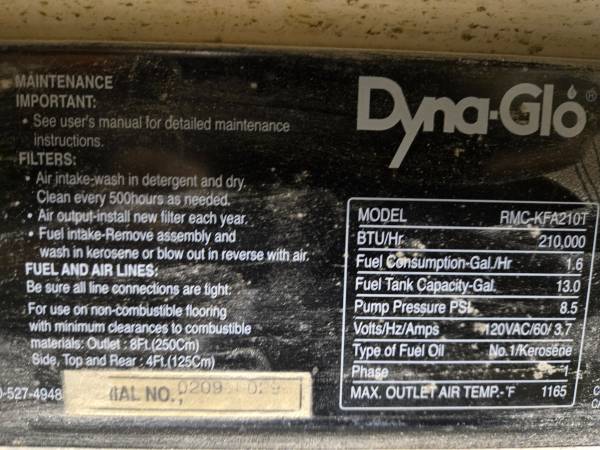 MAINTENANCE
IMPORTANT:
• See user's manual for detailed maintenance
instructions.
FILTERS:
• Air intake-wash in detergent and dry.
Clean every 500hours as needed.
• Air output-install new filter each year.
• Fuel intake-Remove assembly and
wash in kerosene or blow out in reverse with air.
FUEL AND AIR LINES:
Be sure all line connections are tight.
For use on non-combustible flooring
with minimum clearances to combustible
materials: Outlet : 8Ft.(250Cm)
Side, Top and Rear : 4Ft.(125Cm)
-527-4948
IAL NO.,
Dyna-Glo®
MODEL RMC-KFA210T
BTU/Hr 210,000
Fuel Consumption-Gal./Hr 1.6
Fuel Tank Capacity-Gal. 13.0
Pump Pressure PSI 8.5
Volts/Hz/Amps 120VAC/60/3.7
Type of Fuel Oil No.1/Kerosene
Phase 1
MAX. OUTLET AIR TEMP.-°F 1165